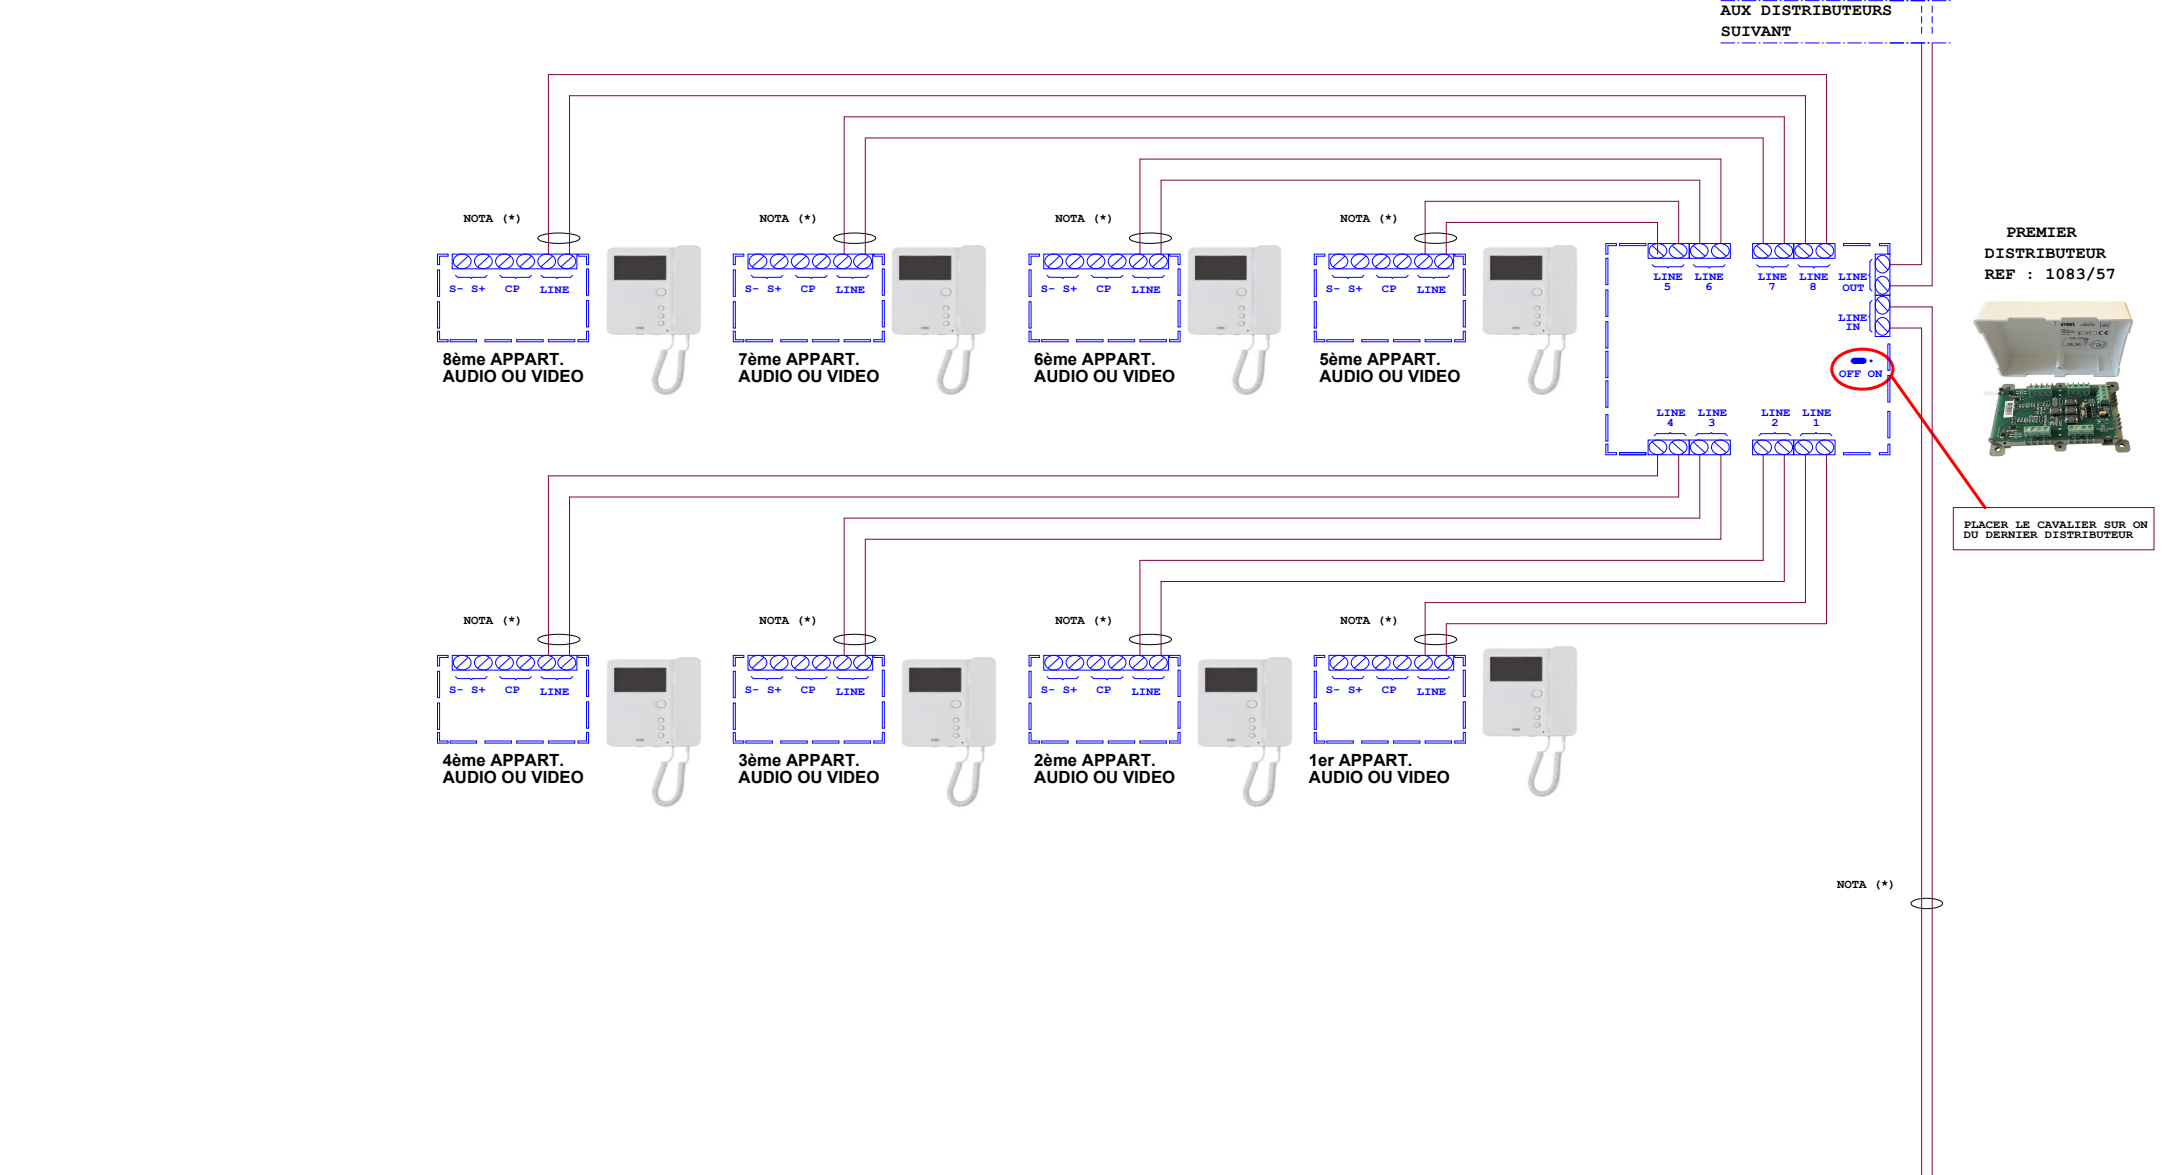 AUX DISTRIBUTEURS
SUIVANT
NOTA (*)
NOTA (*)
NOTA (*)
NOTA (*)
PREMIER
DISTRIBUTEUR
REF : 1083/57
S- S+ CP LINE
8ème APPART.
AUDIO OU VIDEO
S- S+ CP LINE
7ème APPART.
AUDIO OU VIDEO
S- S+ CP LINE
6ème APPART.
AUDIO OU VIDEO
S- S+ CP LINE
5ème APPART.
AUDIO OU VIDEO
LINE
5
LINE
6
LINE
7
LINE
8
LINE
OUT
LINE
IN
OFF ON
LINE
4
LINE
3
LINE
2
LINE
1
PLACER LE CAVALIER SUR ON
DU DERNIER DISTRIBUTEUR
NOTA (*)
NOTA (*)
NOTA (*)
NOTA (*)
S- S+ CP LINE
4ème APPART.
AUDIO OU VIDEO
S- S+ CP LINE
3ème APPART.
AUDIO OU VIDEO
S- S+ CP LINE
2ème APPART.
AUDIO OU VIDEO
S- S+ CP LINE
1er APPART.
AUDIO OU VIDEO
NOTA (*)